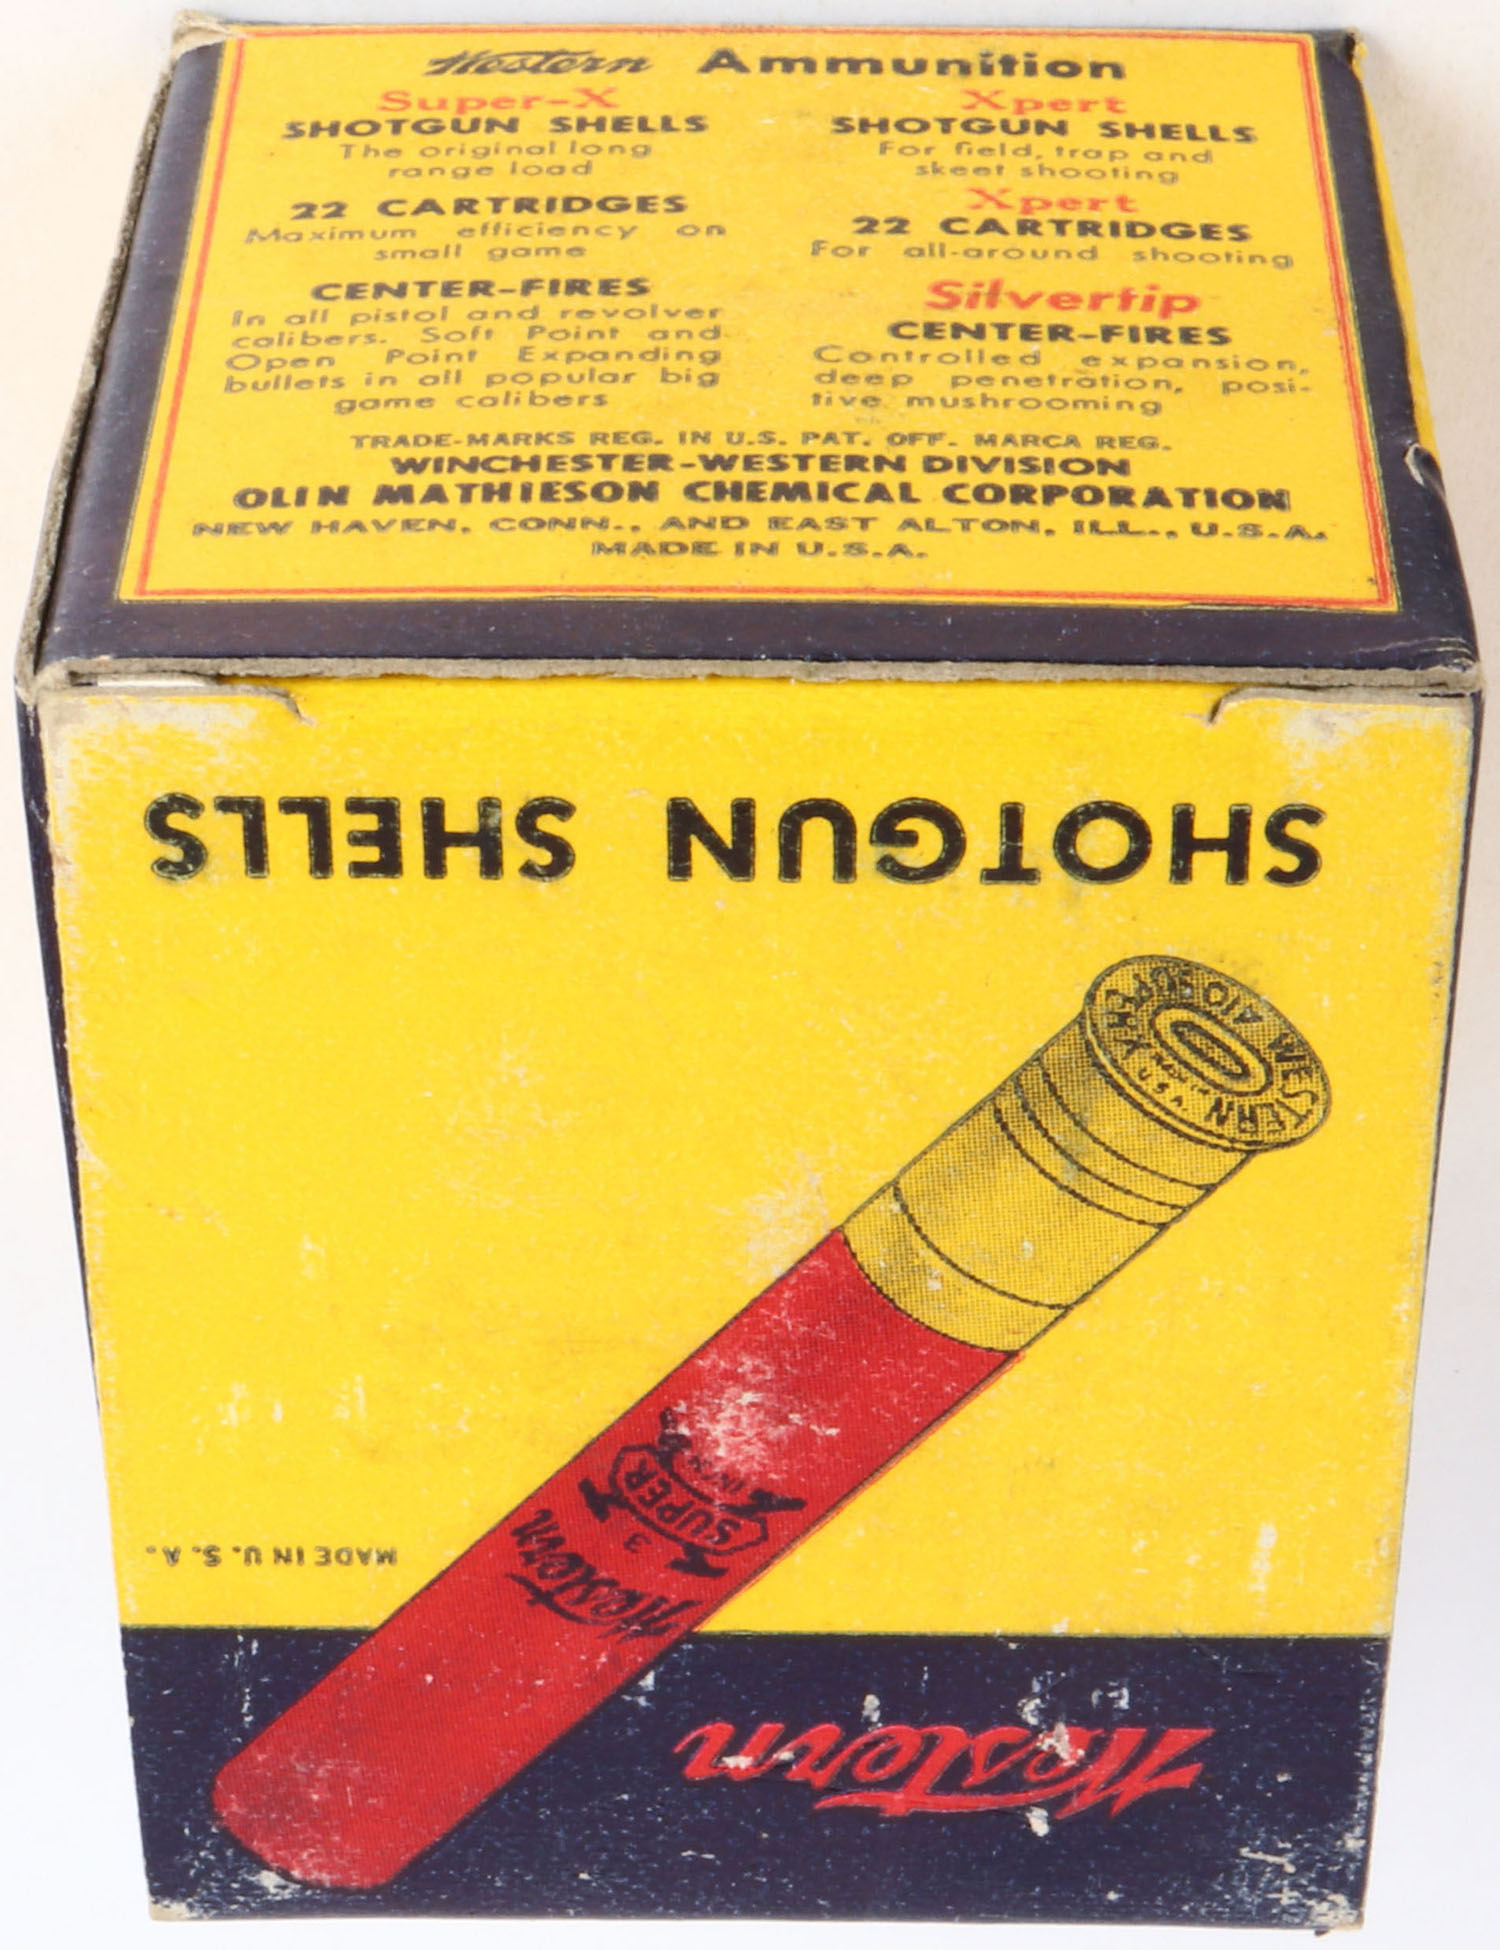 Western Ammunition
Super-X
SHOTGUN SHELLS
The original long
range load
22 CARTRIDGES
Maximum efficiency on
small game
CENTER-FIRES
In all pistol and revolver
calibers. Soft Point and
Open Point Expanding
bullets in all popular big
game calibers
Xpert
SHOTGUN SHELLS
For field, trap and
skeet shooting
Xpert
22 CARTRIDGES
For all-around shooting
Silvertip
CENTER-FIRES
Controlled expansion,
deep penetration, posi-
tive mushrooming
TRADE-MARKS REG. IN U.S. PAT. OFF. MARCA REG.
WINCHESTER-WESTERN DIVISION
OLIN MATHIESON CHEMICAL CORPORATION
NEW HAVEN, CONN., AND EAST ALTON, ILL., U.S.A.
MADE IN U.S.A.
Western
MADE IN U.S.A.
Western
3
SUPER
X
INCH
WESTERN
SUPER X
410
SHOTGUN SHELLS